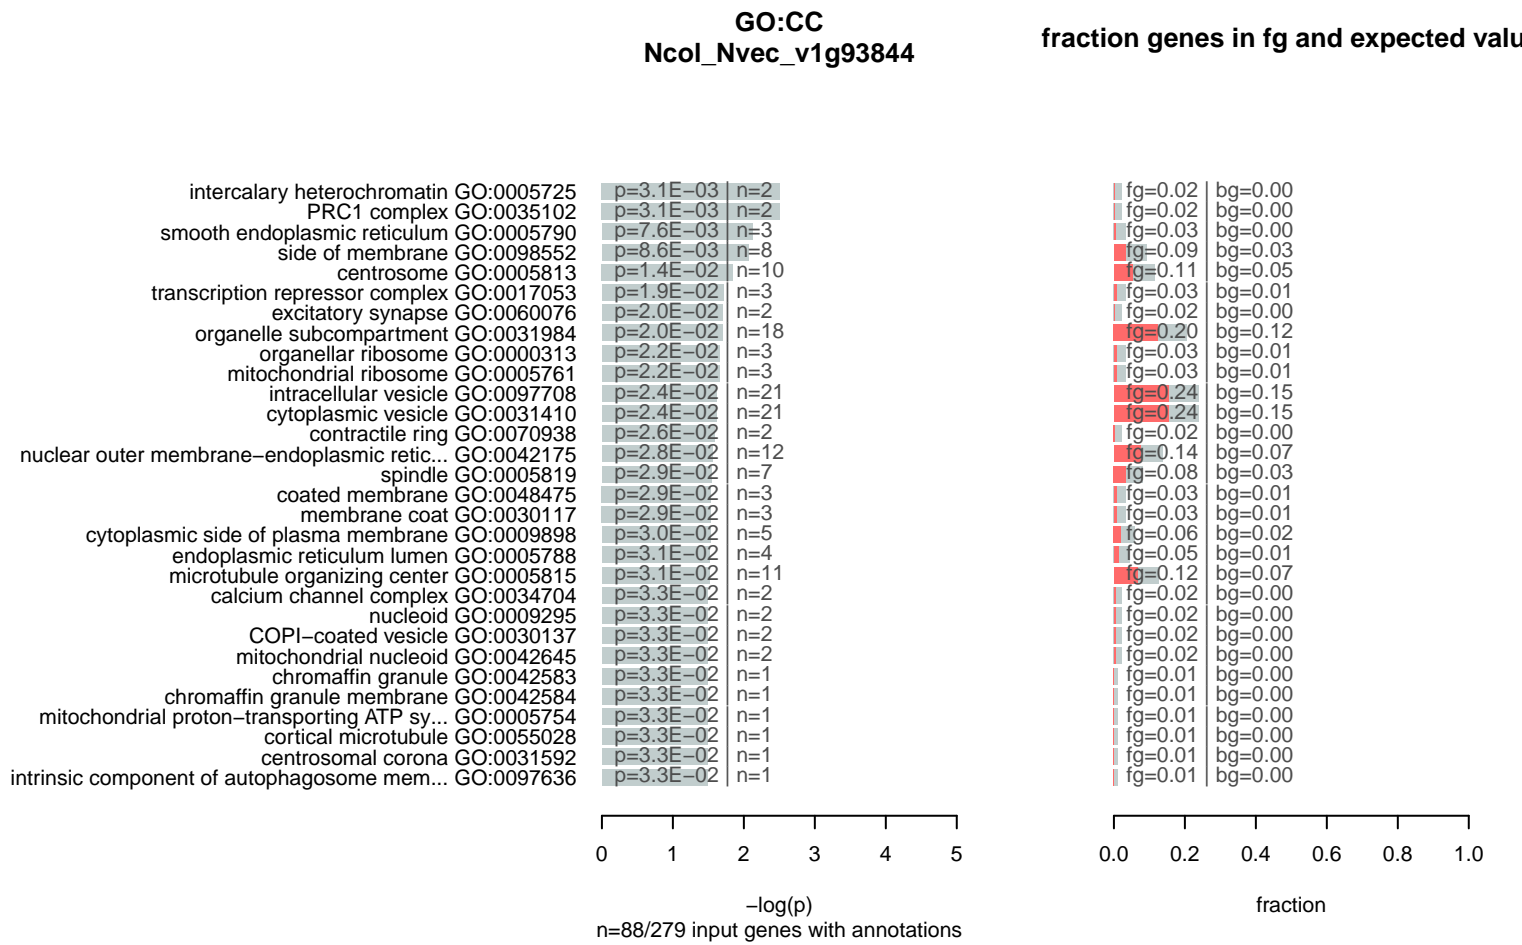 GO:CC
Ncol_Nvec_v1g93844
fraction genes in fg and expected valu
intercalary heterochromatin GO:0005725 p=3.1E−03 n=2 fg=0.02 bg=0.00
PRC1 complex GO:0035102 p=3.1E−03 n=2 fg=0.02 bg=0.00
smooth endoplasmic reticulum GO:0005790 p=7.6E−03 n=3 fg=0.03 bg=0.00
side of membrane GO:0098552 p=8.6E−03 n=8 fg=0.09 bg=0.03
centrosome GO:0005813 p=1.4E−02 n=10 fg=0.11 bg=0.05
transcription repressor complex GO:0017053 p=1.9E−02 n=3 fg=0.03 bg=0.01
excitatory synapse GO:0060076 p=2.0E−02 n=2 fg=0.02 bg=0.00
organelle subcompartment GO:0031984 p=2.0E−02 n=18 fg=0.20 bg=0.12
organellar ribosome GO:0000313 p=2.2E−02 n=3 fg=0.03 bg=0.01
mitochondrial ribosome GO:0005761 p=2.2E−02 n=3 fg=0.03 bg=0.01
intracellular vesicle GO:0097708 p=2.4E−02 n=21 fg=0.24 bg=0.15
cytoplasmic vesicle GO:0031410 p=2.4E−02 n=21 fg=0.24 bg=0.15
contractile ring GO:0070938 p=2.6E−02 n=2 fg=0.02 bg=0.00
nuclear outer membrane−endoplasmic retic... GO:0042175 p=2.8E−02 n=12 fg=0.14 bg=0.07
spindle GO:0005819 p=2.9E−02 n=7 fg=0.08 bg=0.03
coated membrane GO:0048475 p=2.9E−02 n=3 fg=0.03 bg=0.01
membrane coat GO:0030117 p=2.9E−02 n=3 fg=0.03 bg=0.01
cytoplasmic side of plasma membrane GO:0009898 p=3.0E−02 n=5 fg=0.06 bg=0.02
endoplasmic reticulum lumen GO:0005788 p=3.1E−02 n=4 fg=0.05 bg=0.01
microtubule organizing center GO:0005815 p=3.1E−02 n=11 fg=0.12 bg=0.07
calcium channel complex GO:0034704 p=3.3E−02 n=2 fg=0.02 bg=0.00
nucleoid GO:0009295 p=3.3E−02 n=2 fg=0.02 bg=0.00
COPI−coated vesicle GO:0030137 p=3.3E−02 n=2 fg=0.02 bg=0.00
mitochondrial nucleoid GO:0042645 p=3.3E−02 n=2 fg=0.02 bg=0.00
chromaffin granule GO:0042583 p=3.3E−02 n=1 fg=0.01 bg=0.00
chromaffin granule membrane GO:0042584 p=3.3E−02 n=1 fg=0.01 bg=0.00
mitochondrial proton−transporting ATP sy... GO:0005754 p=3.3E−02 n=1 fg=0.01 bg=0.00
cortical microtubule GO:0055028 p=3.3E−02 n=1 fg=0.01 bg=0.00
centrosomal corona GO:0031592 p=3.3E−02 n=1 fg=0.01 bg=0.00
intrinsic component of autophagosome mem... GO:0097636 p=3.3E−02 n=1 fg=0.01 bg=0.00
0 1 2 3 4 5
0.0 0.2 0.4 0.6 0.8 1.0
−log(p)
fraction
n=88/279 input genes with annotations